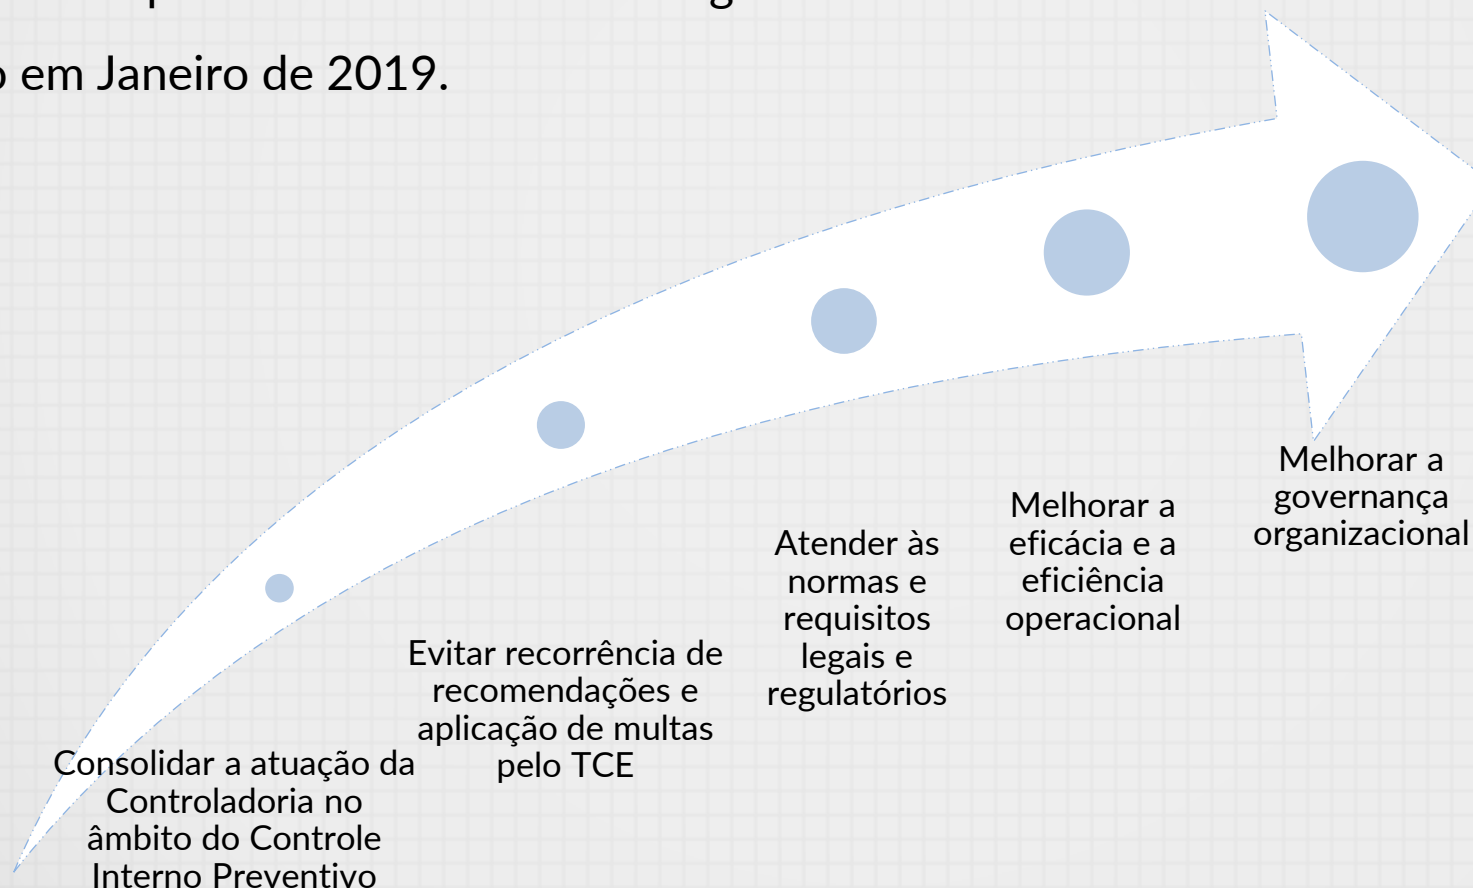 em Janeiro de 2019.
Consolidar a atuação da
Controladoria no
âmbito do Controle
Interno Preventivo
Evitar recorrência de
recomendações e
aplicação de multas
pelo TCE
Atender às
normas e
requisitos
legais e
regulatórios
Melhorar a
eficácia e a
eficiência
operacional
Melhorar a
governança
organizacional